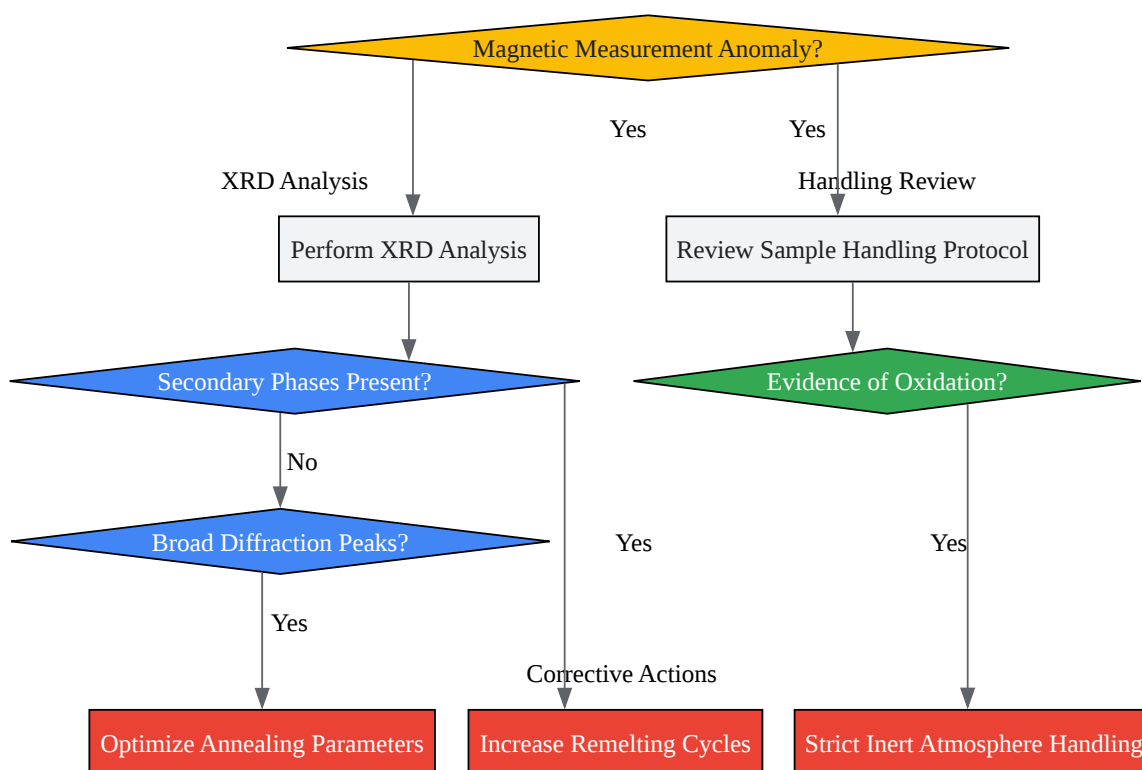 Magnetic Measurement Anomaly?
Yes
Yes
XRD Analysis
Handling Review
Perform XRD Analysis
Review Sample Handling Protocol
Secondary Phases Present?
Evidence of Oxidation?
No
Broad Diffraction Peaks?
Yes
Yes
Yes
Corrective Actions
Optimize Annealing Parameters
Increase Remelting Cycles
Strict Inert Atmosphere Handling